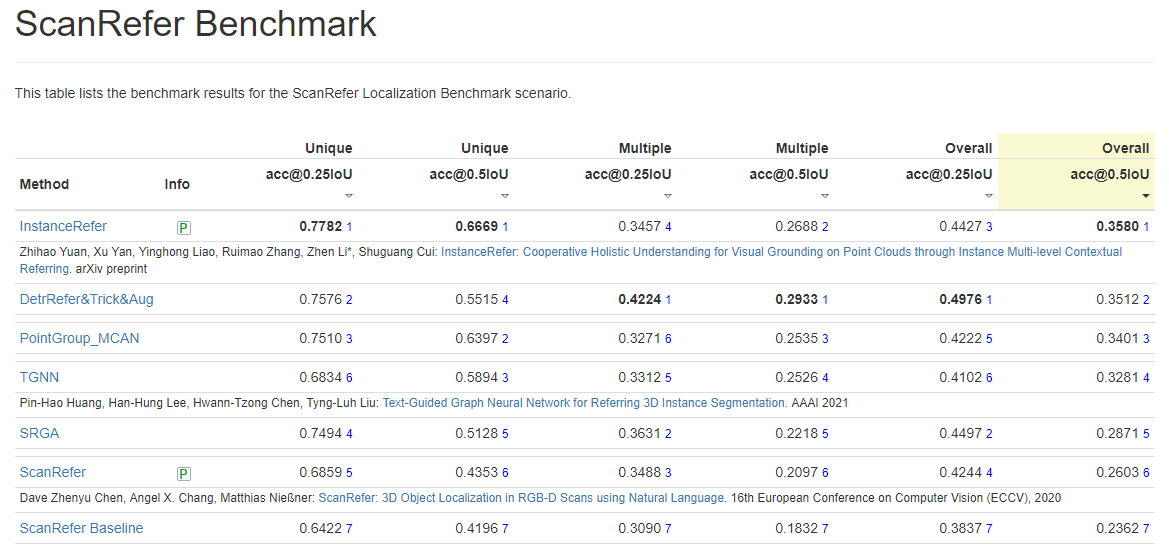 ScanRefer Benchmark
This table lists the benchmark results for the ScanRefer Localization Benchmark scenario.
Unique Unique Multiple Multiple Overall Overall
Method Info acc@0.25IoU acc@0.5IoU acc@0.25IoU acc@0.5IoU acc@0.25IoU acc@0.5IoU
InstanceRefer P 0.7782 1 0.6669 1 0.3457 4 0.2688 2 0.4427 3 0.3580 1
Zhihao Yuan, Xu Yan, Yinghong Liao, Ruimao Zhang, Zhen Li*, Shuguang Cui: InstanceRefer: Cooperative Holistic Understanding for Visual Grounding on Point Clouds through Instance Multi-level Contextual
Referring. arXiv preprint
DetrRefer&Trick&Aug 0.7576 2 0.5515 4 0.4224 1 0.2933 1 0.4976 1 0.3512 2
PointGroup_MCAN 0.7510 3 0.6397 2 0.3271 6 0.2535 3 0.4222 5 0.3401 3
TGNN 0.6834 6 0.5894 3 0.3312 5 0.2526 4 0.4102 6 0.3281 4
Pin-Hao Huang, Han-Hung Lee, Hwann-Tzong Chen, Tyng-Luh Liu: Text-Guided Graph Neural Network for Referring 3D Instance Segmentation. AAAI 2021
SRGA 0.7494 4 0.5128 5 0.3631 2 0.2218 5 0.4497 2 0.2871 5
ScanRefer P 0.6859 5 0.4353 6 0.3488 3 0.2097 6 0.4244 4 0.2603 6
Dave Zhenyu Chen, Angel X. Chang, Matthias Nießner: ScanRefer: 3D Object Localization in RGB-D Scans using Natural Language. 16th European Conference on Computer Vision (ECCV), 2020
ScanRefer Baseline 0.6422 7 0.4196 7 0.3090 7 0.1832 7 0.3837 7 0.2362 7